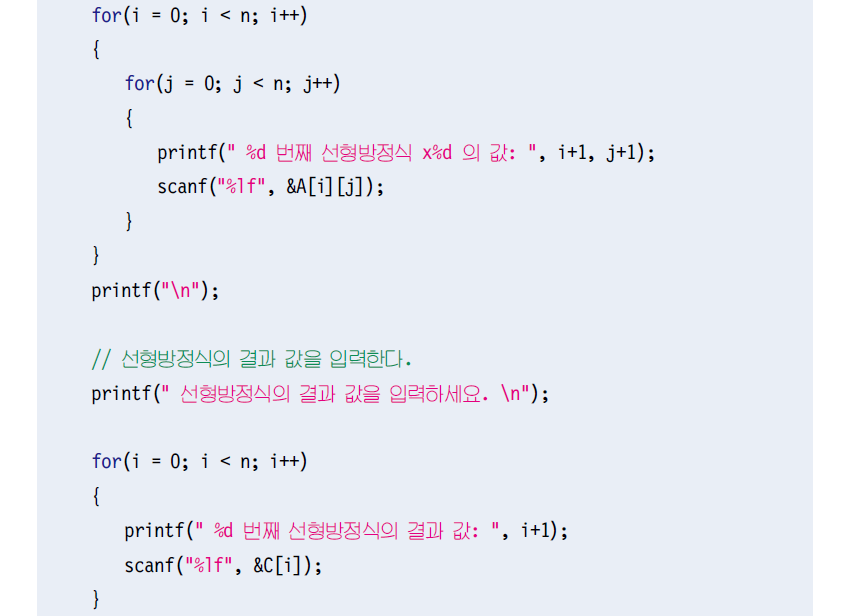 for(i = 0; i < n; i++)
{
for(j = 0; j < n; j++)
{
printf(" %d 번째 선형방정식 x%d 의 값: ", i+1, j+1);
scanf("%lf", &A[i][j]);
}
}
printf("\n");
// 선형방정식의 결과 값을 입력한다.
printf(" 선형방정식의 결과 값을 입력하세요. \n");
for(i = 0; i < n; i++)
{
printf(" %d 번째 선형방정식의 결과 값: ", i+1);
scanf("%lf", &C[i]);
}